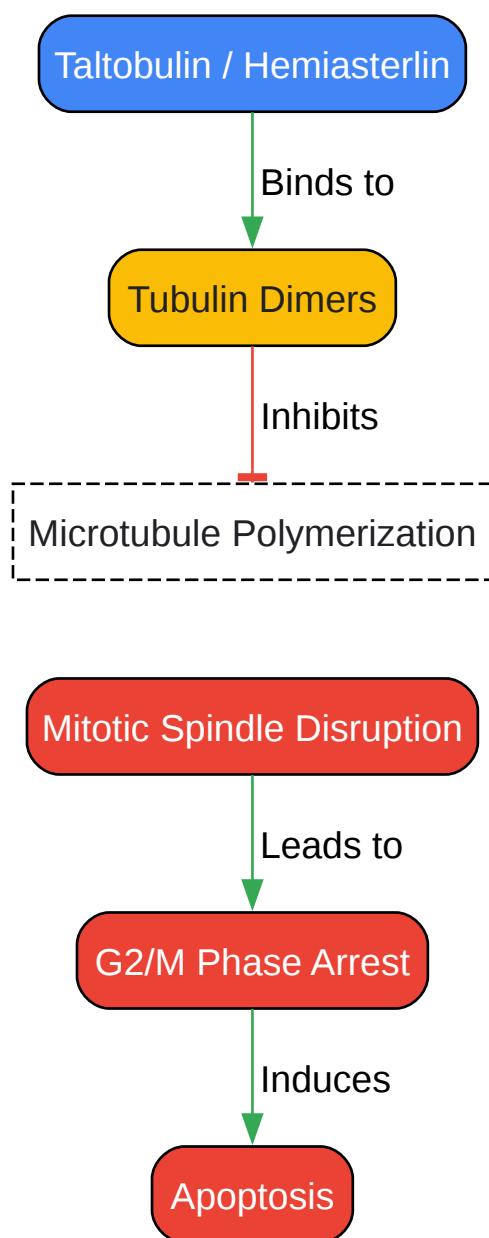 Taltobulin / Hemiasterlin
Binds to
Tubulin Dimers
Inhibits
Microtubule Polymerization
Mitotic Spindle Disruption
Leads to
G2/M Phase Arrest
Induces
Apoptosis